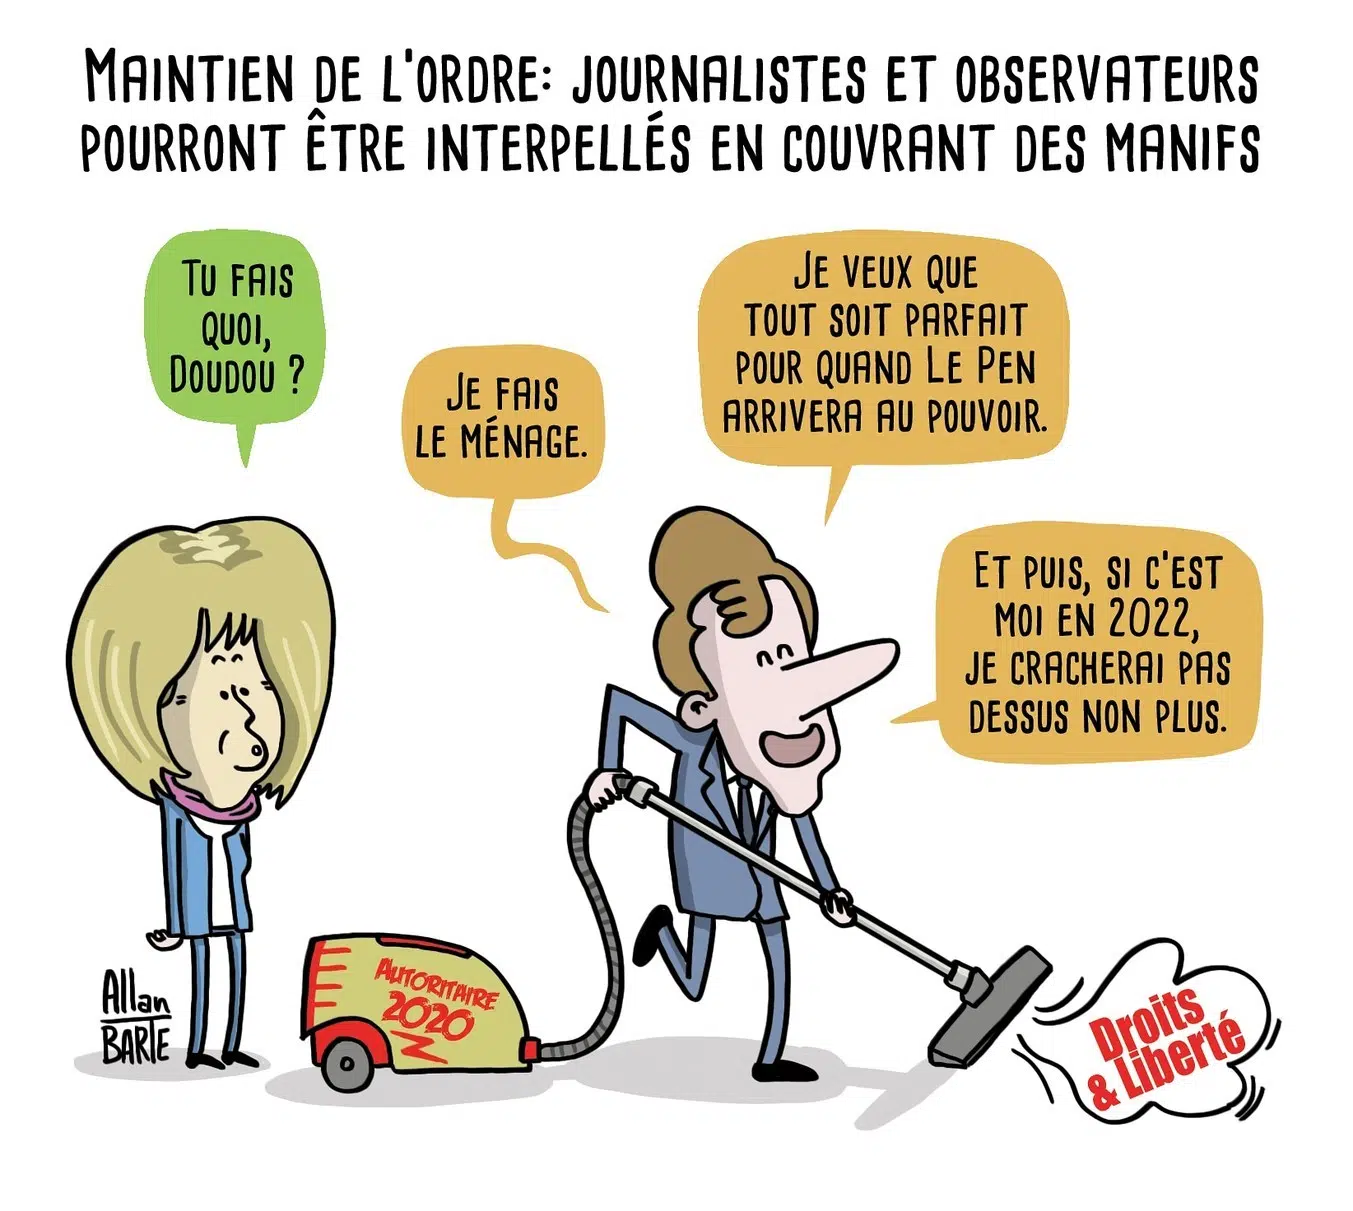 Maintien de l'ordre: journalistes et observateurs
pourront être interpellés en couvrant des manifs
Tu fais
quoi,
Doudou ?
Je fais
le ménage.
Je veux que
tout soit parfait
pour quand Le Pen
arrivera au pouvoir.
Et puis, si c'est
moi en 2022,
je cracherai pas
dessus non plus.
Autoritaire
2020
Droits
& Liberté
Allan
BARTE